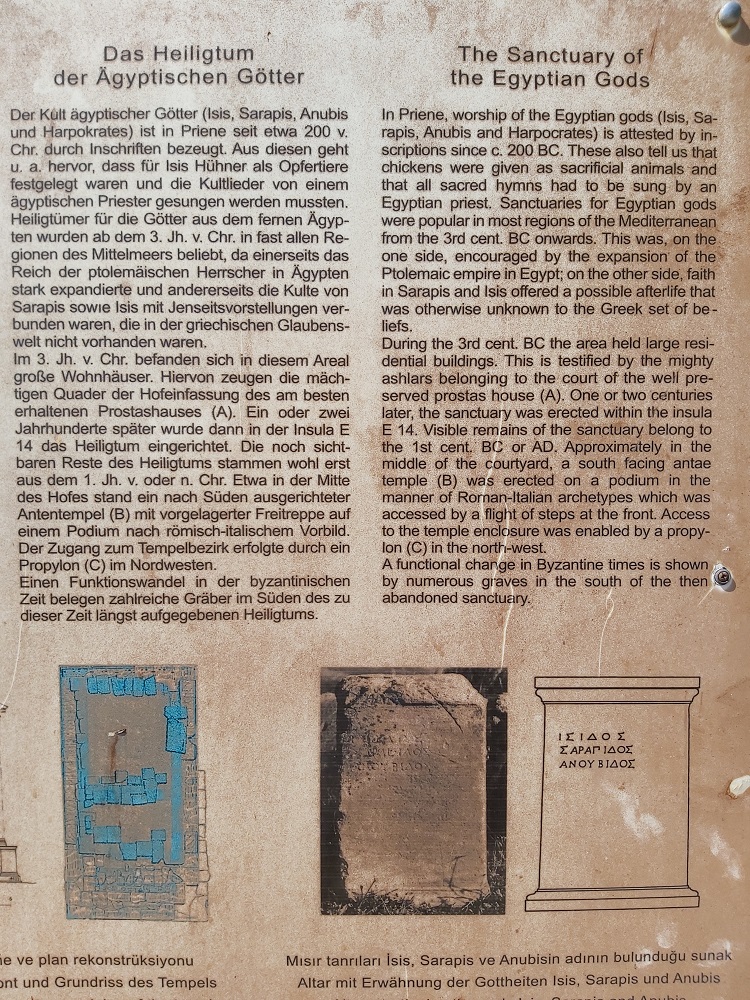 Das Heiligtum
der Ägyptischen Götter
Der Kult ägyptischer Götter (Isis, Sarapis, Anubis
und Harpokrates) ist in Priene seit etwa 200 v.
Chr. durch Inschriften bezeugt. Aus diesen geht
u. a. hervor, dass für Isis Hühner als Opfertiere
festgelegt waren und die Kultlieder von einem
ägyptischen Priester gesungen werden mussten.
Heiligtümer für die Götter aus dem fernen Ägyp-
ten wurden ab dem 3. Jh. v. Chr. in fast allen Re-
gionen des Mittelmeers beliebt, da einerseits das
Reich der ptolemäischen Herrscher in Ägypten
stark expandierte und andererseits die Kulte von
Sarapis sowie Isis mit Jenseitsvorstellungen ver-
bunden waren, die in der griechischen Glaubens-
welt nicht vorhanden waren.
Im 3. Jh. v. Chr. befanden sich in diesem Areal
große Wohnhäuser. Hiervon zeugen die mäch-
tigen Quader der Hofeinfassung des am besten
erhaltenen Prostashauses (A). Ein oder zwei
Jahrhunderte später wurde dann in der Insula E
14 das Heiligtum eingerichtet. Die noch sicht-
baren Reste des Heiligtums stammen wohl erst
aus dem 1. Jh. v. oder n. Chr. Etwa in der Mitte
des Hofes stand ein nach Süden ausgerichteter
Antentempel (B) mit vorgelagerter Freitreppe auf
einem Podium nach römisch-italischem Vorbild.
Der Zugang zum Tempelbezirk erfolgte durch ein
Propylon (C) im Nordwesten.
Einen Funktionswandel in der byzantinischen
Zeit belegen zahlreiche Gräber im Süden des zu
dieser Zeit längst aufgegebenen Heiligtums.
The Sanctuary of
the Egyptian Gods
In Priene, worship of the Egyptian gods (Isis, Sa-
rapis, Anubis and Harpocrates) is attested by in-
scriptions since c. 200 BC. These also tell us that
chickens were given as sacrificial animals and
that all sacred hymns had to be sung by an
Egyptian priest. Sanctuaries for Egyptian gods
were popular in most regions of the Mediterranean
from the 3rd cent. BC onwards. This was, on the
one side, encouraged by the expansion of the
Ptolemaic empire in Egypt; on the other side, faith
in Sarapis and Isis offered a possible afterlife that
was otherwise unknown to the Greek set of be-
liefs.
During the 3rd cent. BC the area held large resi-
dential buildings. This is testified by the mighty
ashlars belonging to the court of the well pre-
served prostas house (A). One or two centuries
later, the sanctuary was erected within the insula
E 14. Visible remains of the sanctuary belong to
the 1st cent. BC or AD. Approximately in the
middle of the courtyard, a south facing antae
temple (B) was erected on a podium in the
manner of Roman-Italian archetypes which was
accessed by a flight of steps at the front. Access
to the temple enclosure was enabled by a propy-
lon (C) in the north-west.
A functional change in Byzantine times is shown
by numerous graves in the south of the then
abandoned sanctuary.
ΙΣΙΔΟΣ
ΣΑΡΑΠΙΔΟΣ
ΑΝΟΥΒΙΔΟΣ
ve plan rekonstrüksiyonu
und Grundriss des Tempels
Mısır tanrıları İsis, Sarapis ve Anubisin adının bulunduğu sunak
Altar mit Erwähnung der Gottheiten Isis, Sarapis und Anubis